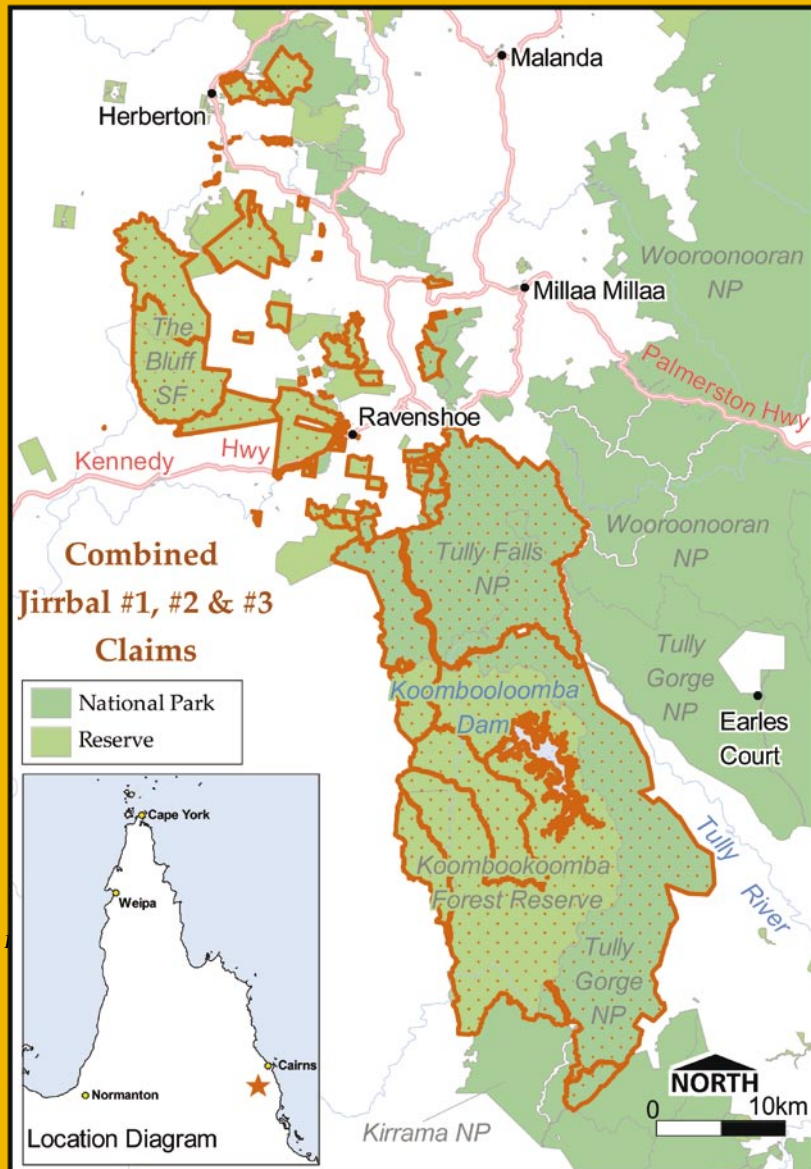 Malanda
Herberton
Wooroonooran
NP
Millaa Millaa
The
Bluff
SF
Palmerston Hwy
Ravenshoe
Kennedy Hwy
Wooroonooran
NP
Tully Falls
NP
Combined
Jirrbal #1, #2 & #3
Claims
Tully
Gorge
NP
National Park
Reserve
Koombooloomba
Dam
Earles
Court
Tully River
Koombookoomba
Forest Reserve
Tully
Gorge
NP
Cape York
Weipa
Cairns
Normanton
Location Diagram
NORTH
0 10km
Kirrama NP